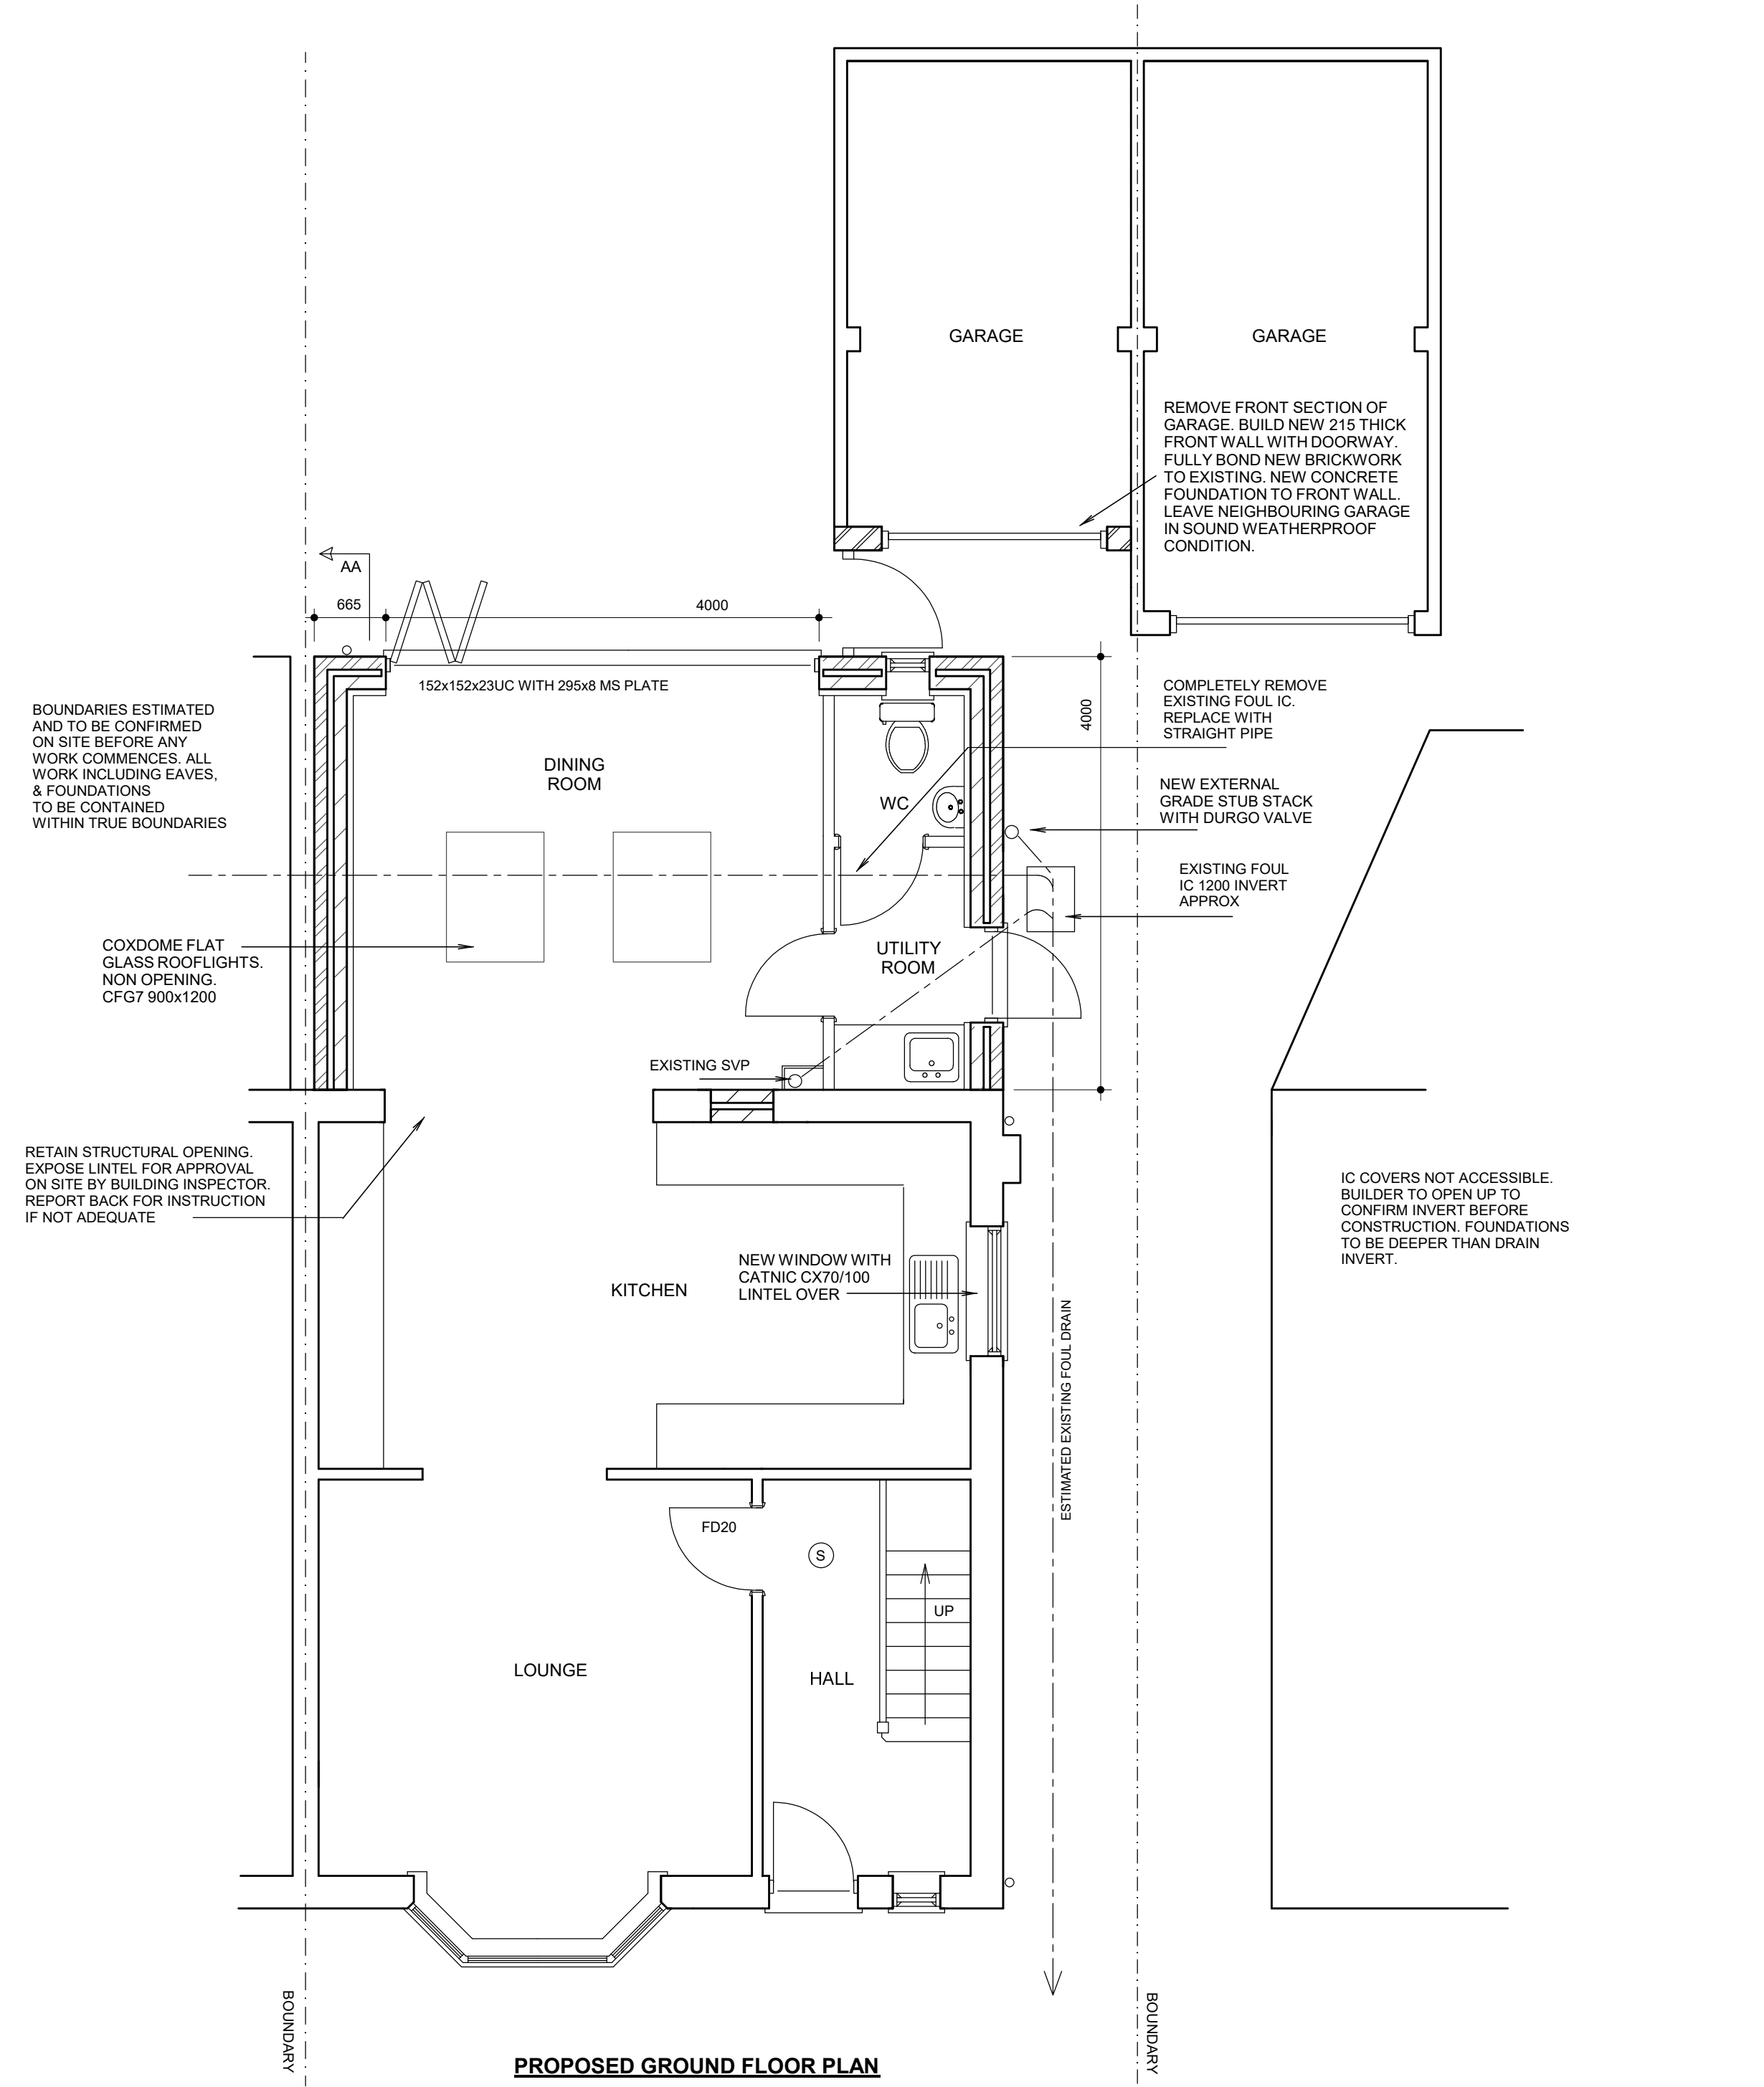 GARAGE
GARAGE
REMOVE FRONT SECTION OF
GARAGE. BUILD NEW 215 THICK
FRONT WALL WITH DOORWAY.
FULLY BOND NEW BRICKWORK
TO EXISTING. NEW CONCRETE
FOUNDATION TO FRONT WALL.
LEAVE NEIGHBOURING GARAGE
IN SOUND WEATHERPROOF
CONDITION.
AA
665
4000
152x152x23UC WITH 295x8 MS PLATE
4000
BOUNDARIES ESTIMATED
AND TO BE CONFIRMED
ON SITE BEFORE ANY
WORK COMMENCES. ALL
WORK INCLUDING EAVES,
& FOUNDATIONS
TO BE CONTAINED
WITHIN TRUE BOUNDARIES
DINING
ROOM
WC
COMPLETELY REMOVE
EXISTING FOUL IC.
REPLACE WITH
STRAIGHT PIPE
NEW EXTERNAL
GRADE STUB STACK
WITH DURGO VALVE
EXISTING FOUL
IC 1200 INVERT
APPROX
COXDOME FLAT
GLASS ROOFLIGHTS.
NON OPENING.
CFG7 900x1200
UTILITY
ROOM
EXISTING SVP
RETAIN STRUCTURAL OPENING.
EXPOSE LINTEL FOR APPROVAL
ON SITE BY BUILDING INSPECTOR.
REPORT BACK FOR INSTRUCTION
IF NOT ADEQUATE
IC COVERS NOT ACCESSIBLE.
BUILDER TO OPEN UP TO
CONFIRM INVERT BEFORE
CONSTRUCTION. FOUNDATIONS
TO BE DEEPER THAN DRAIN
INVERT.
KITCHEN
NEW WINDOW WITH
CATNIC CX70/100
LINTEL OVER
ESTIMATED EXISTING FOUL DRAIN
FD20
S
UP
LOUNGE
HALL
BOUNDARY
BOUNDARY
PROPOSED GROUND FLOOR PLAN